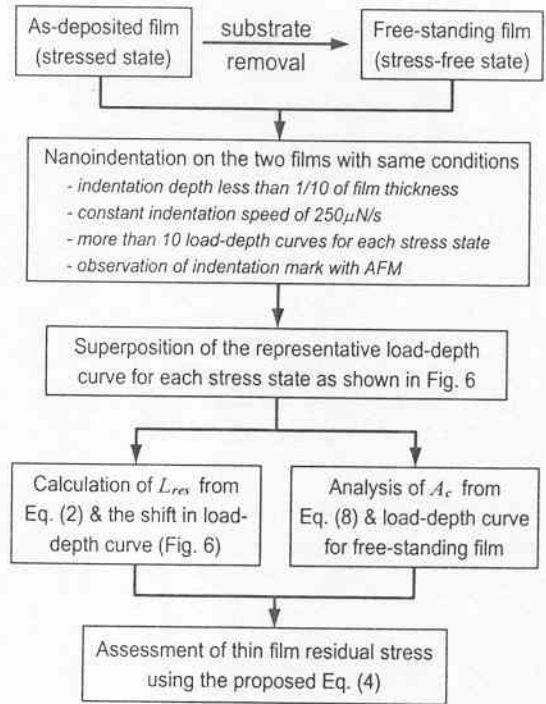 As-deposited film
(stressed state)
substrate
removal
Free-standing film
(stress-free state)
Nanoindentation on the two films with same conditions
- indentation depth less than 1/10 of film thickness
- constant indentation speed of 250μN/s
- more than 10 load-depth curves for each stress state
- observation of indentation mark with AFM
Superposition of the representative load-depth
curve for each stress state as shown in Fig. 6
Calculation of Lres from
Eq. (2) & the shift in load-
depth curve (Fig. 6)
Analysis of Ac from
Eq. (8) & load-depth curve
for free-standing film
Assessment of thin film residual stress
using the proposed Eq. (4)